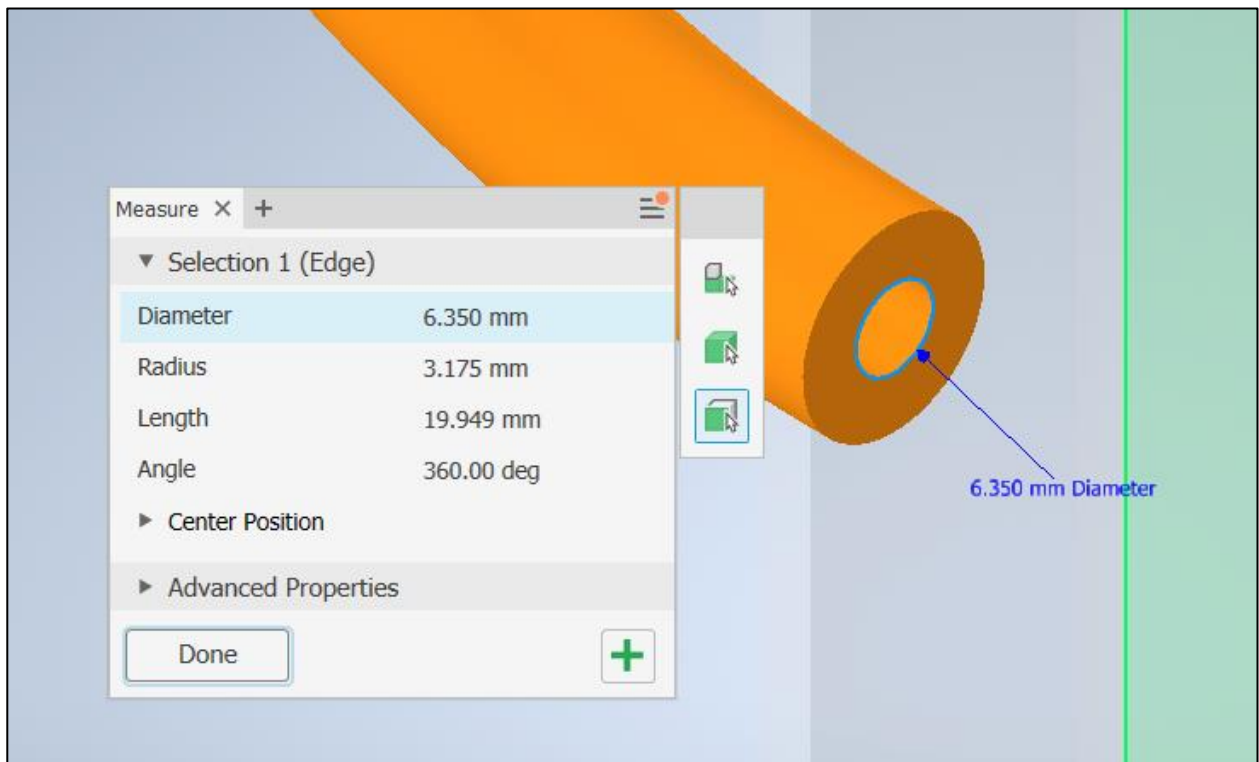 Measure × +
▼ Selection 1 (Edge)
Diameter 6.350 mm
Radius 3.175 mm
Length 19.949 mm
Angle 360.00 deg
▶ Center Position
▶ Advanced Properties
Done
6.350 mm Diameter